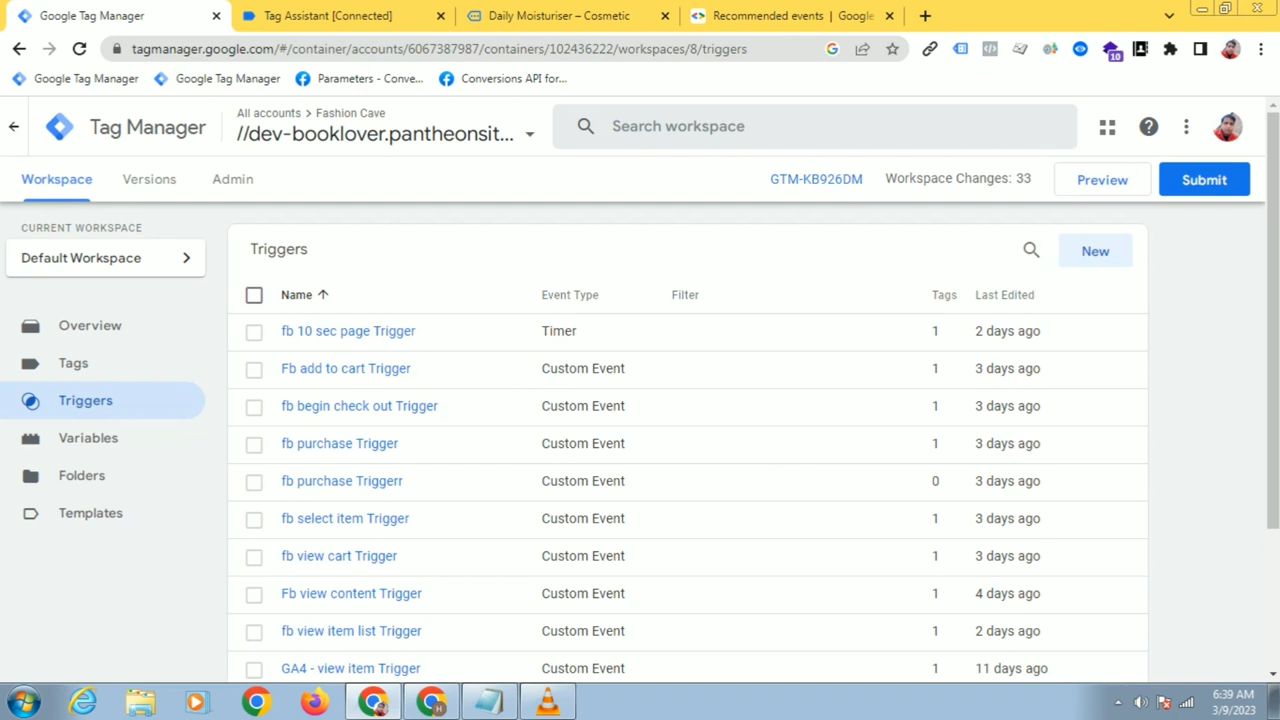 Google Tag Manager
Tag Assistant [Connected]
Daily Moisturiser – Cosmetic
Recommended events | Google
tagmanager.google.com/#/container/accounts/6067387987/containers/102436222/workspaces/8/triggers
10
Google Tag Manager
Google Tag Manager
Parameters - Conve...
Conversions API for...
Tag Manager
All accounts > Fashion Cave
//dev-booklover.pantheonsit...
Search workspace
Workspace
Versions
Admin
GTM-KB926DM
Workspace Changes: 33
Preview
Submit
CURRENT WORKSPACE
Default Workspace
Overview
Tags
Triggers
Variables
Folders
Templates
Triggers
New
Name Event Type Filter Tags Last Edited
fb 10 sec page Trigger Timer 1 2 days ago
Fb add to cart Trigger Custom Event 1 3 days ago
fb begin check out Trigger Custom Event 1 3 days ago
fb purchase Trigger Custom Event 1 3 days ago
fb purchase Triggerr Custom Event 0 3 days ago
fb select item Trigger Custom Event 1 3 days ago
fb view cart Trigger Custom Event 1 3 days ago
Fb view content Trigger Custom Event 1 4 days ago
fb view item list Trigger Custom Event 1 2 days ago
GA4 - view item Trigger Custom Event 1 11 days ago
6:39 AM
3/9/2023